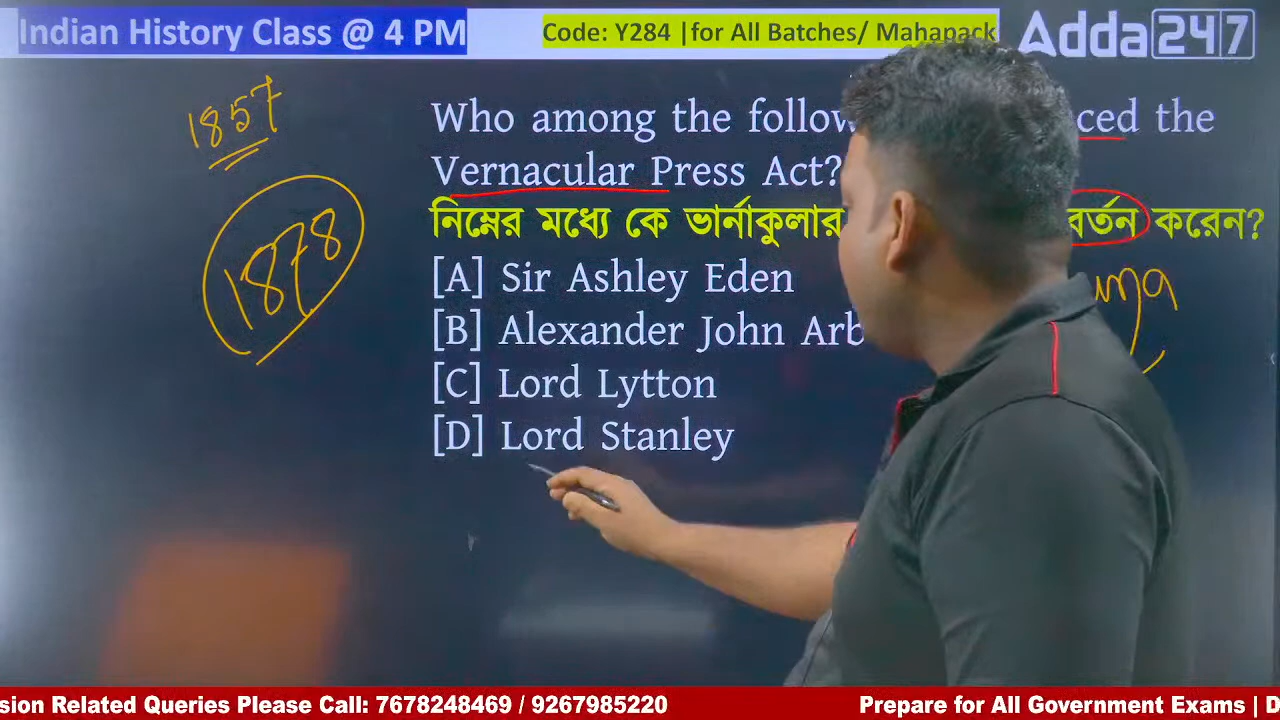 Indian History Class @ 4 PM
Code: Y284 |for All Batches/ Mahapack
Adda247
1857
1878
Who among the follow ced the
Vernacular Press Act?
নিম্নের মধ্যে কে ভার্নাকুলার বর্তন করেন?
[A] Sir Ashley Eden
[B] Alexander John Arb
[C] Lord Lytton
[D] Lord Stanley
sion Related Queries Please Call: 7678248469 / 9267985220 Prepare for All Government Exams | D